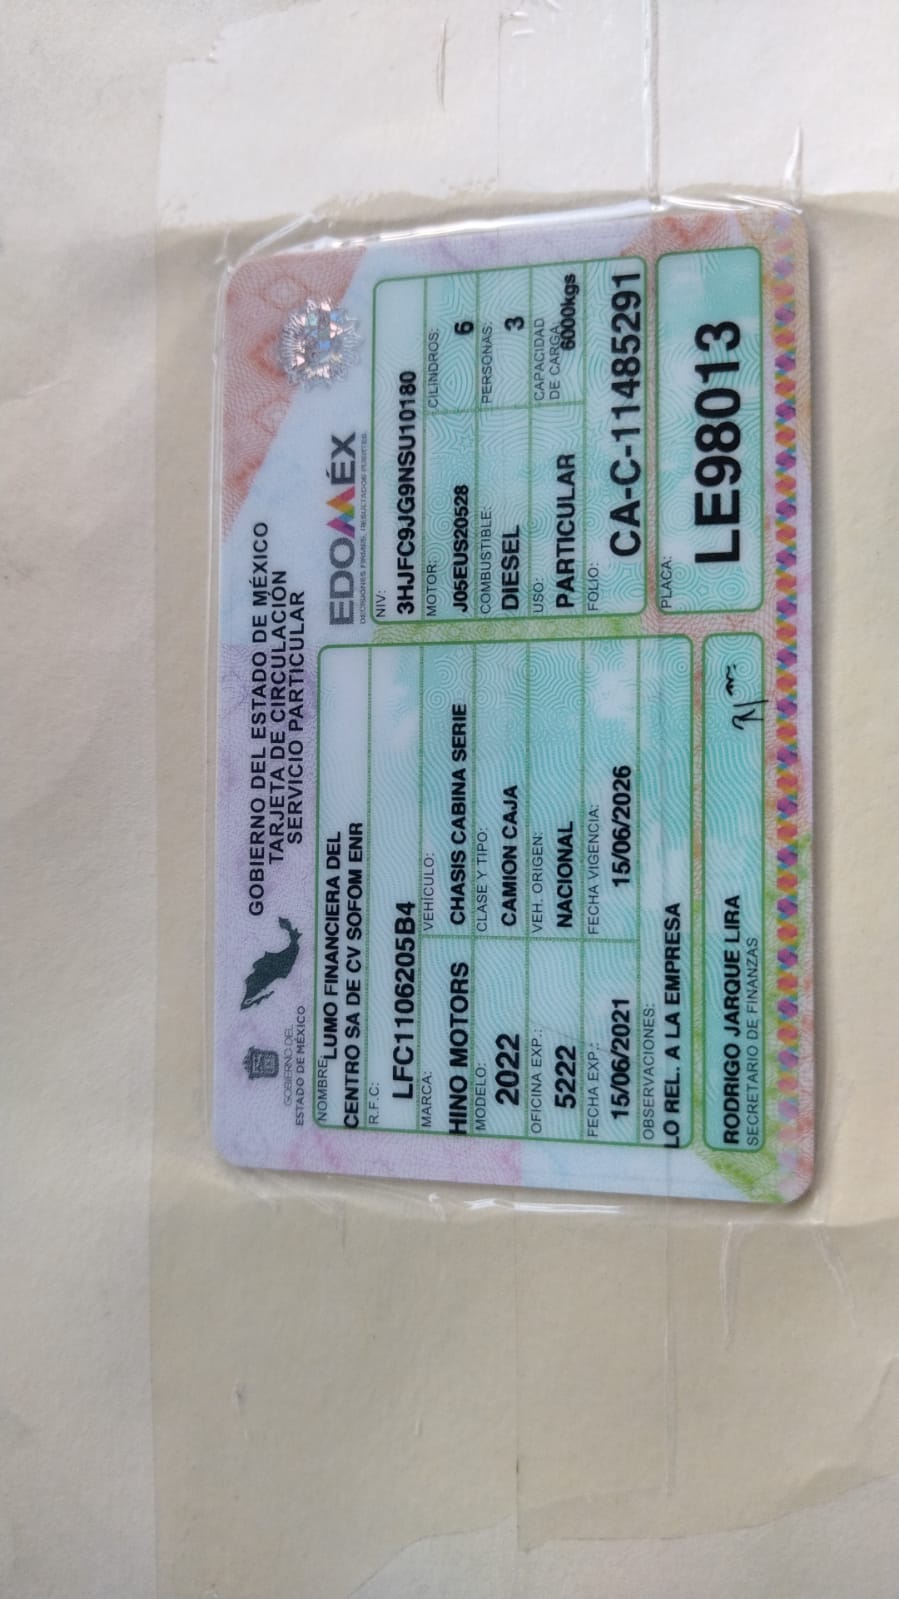 GOBIERNO DEL
ESTADO DE MÉXICO
GOBIERNO DEL ESTADO DE MÉXICO
TARJETA DE CIRCULACIÓN
SERVICIO PARTICULAR
EDOMÉX
DECISIONES FIRMES, RESULTADOS FUERTES.
NOMBRE
LUMO FINANCIERA DEL
CENTRO SA DE CV SOFOM ENR
R.F.C:
LFC1106205B4
MARCA:
HINO MOTORS
VEHÍCULO:
CHASIS CABINA SERIE
MODELO:
2022
CLASE Y TIPO:
CAMION CAJA
OFICINA EXP.:
5222
VEH. ORIGEN:
NACIONAL
FECHA EXP.:
15/06/2021
FECHA VIGENCIA:
15/06/2026
OBSERVACIONES:
LO REL. A LA EMPRESA
RODRIGO JARQUE LIRA
SECRETARIO DE FINANZAS
NIV:
3HJFC9JG9NSU10180
MOTOR:
J05EUS20528
CILINDROS:
6
COMBUSTIBLE:
DIESEL
PERSONAS:
3
USO:
PARTICULAR
CAPACIDAD
DE CARGA:
6000kgs
FOLIO:
CA-C-11485291
PLACA:
LE98013